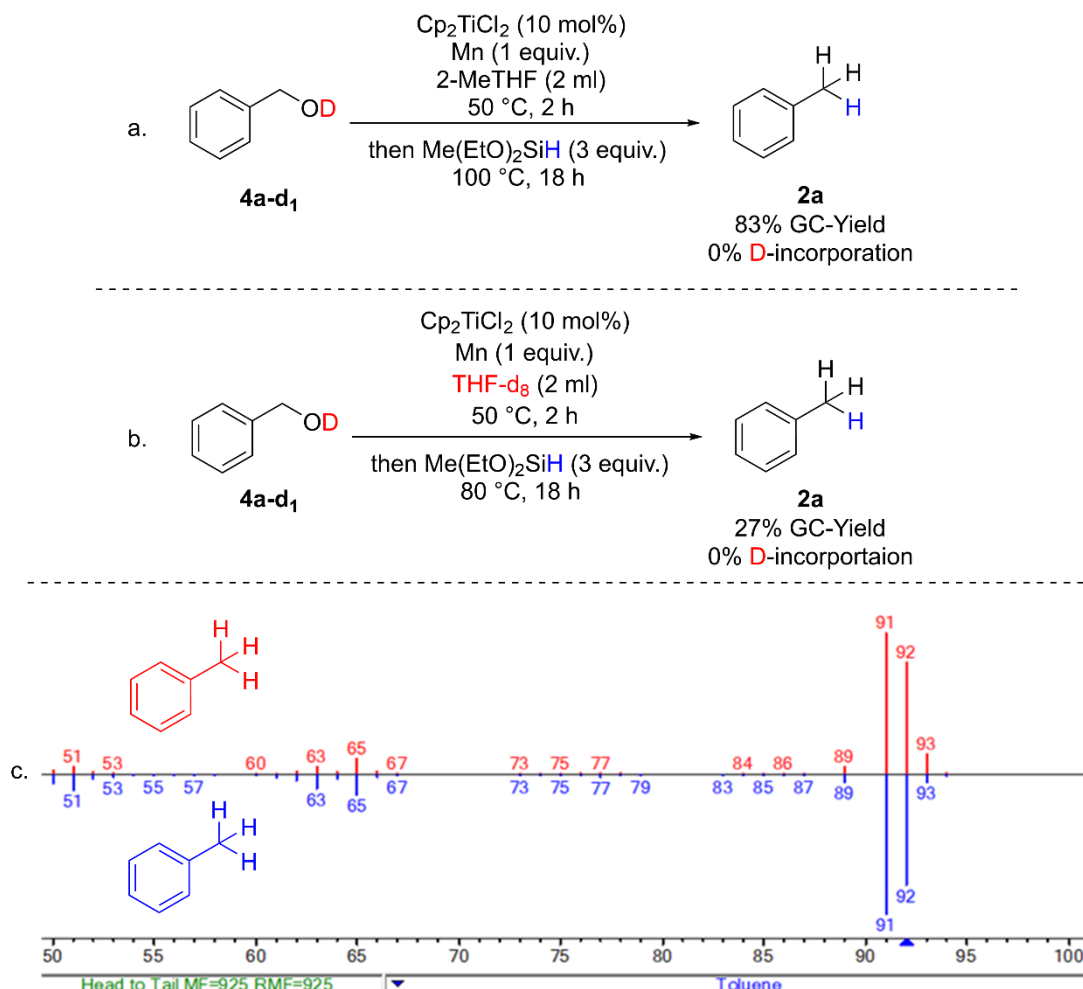 Cp₂TiCl₂ (10 mol%)
Mn (1 equiv.)
2-MeTHF (2 ml)
50 °C, 2 h
then Me(EtO)₂SiH (3 equiv.)
100 °C, 18 h
a.
OD
4a-d₁
H
H
H
2a
83% GC-Yield
0% D-incorporation
Cp₂TiCl₂ (10 mol%)
Mn (1 equiv.)
THF-d₈ (2 ml)
50 °C, 2 h
then Me(EtO)₂SiH (3 equiv.)
80 °C, 18 h
b.
OD
4a-d₁
H
H
H
2a
27% GC-Yield
0% D-incorportaion
c.
H
H
H
51 53 60 63 65 67 73 75 77 84 86 89 91 92 93
51 53 55 57 63 65 67 73 75 77 79 83 85 87 89 91 92 93
H
H
H
50 55 60 65 70 75 80 85 90 95 100
Head to Tail MF=925 RMF=925
Toluene